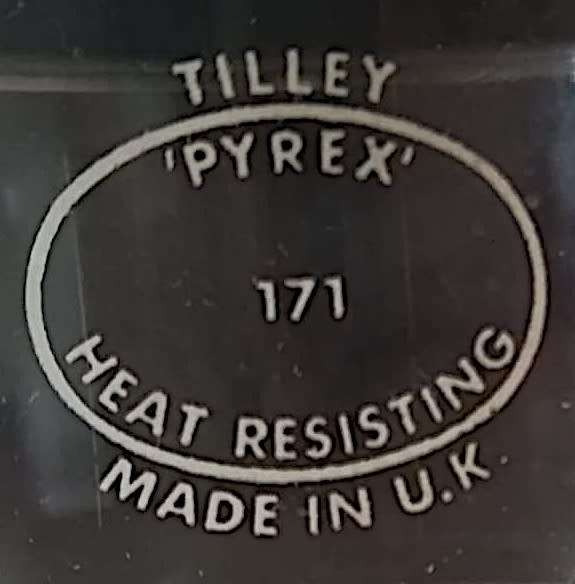 TILLEY
'PYREX'
171
HEAT RESISTING
MADE IN U.K.